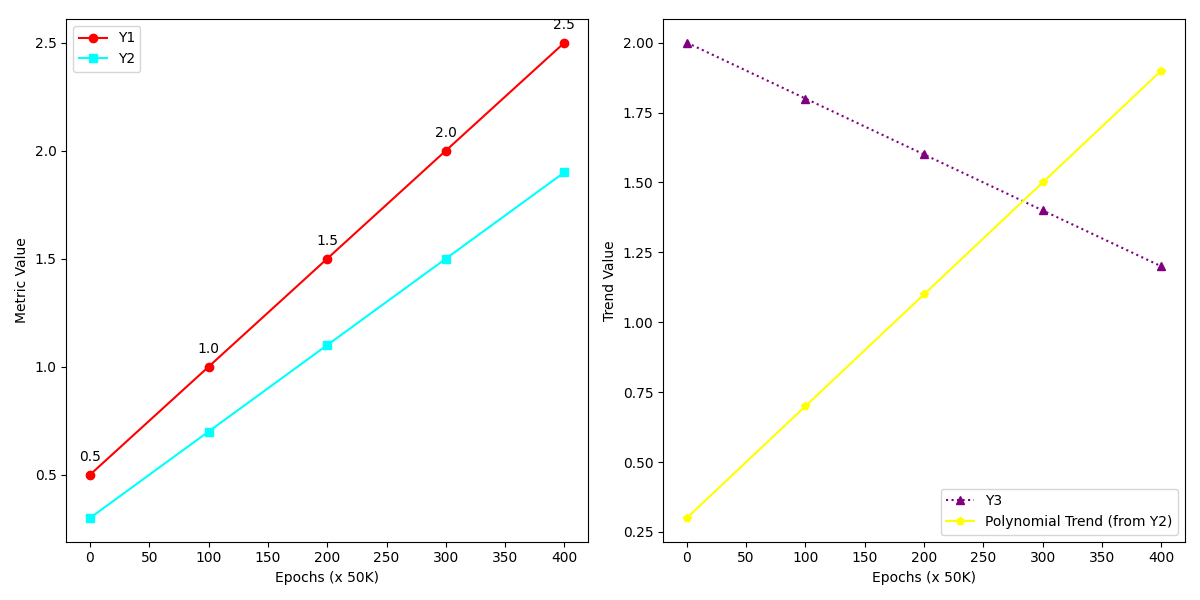 2.5
2.0
1.5
1.0
0.5
Metric Value
Y1
Y2
0.5
1.0
1.5
2.0
2.5
0 50 100 150 200 250 300 350 400
Epochs (x 50K)
2.00
1.75
1.50
1.25
1.00
0.75
0.50
0.25
Trend Value
Y3
Polynomial Trend (from Y2)
0 50 100 150 200 250 300 350 400
Epochs (x 50K)